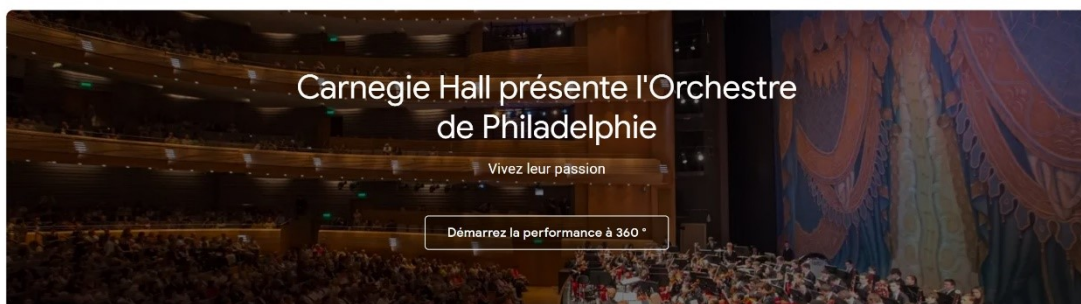 Carnegie Hall présente l'Orchestre
de Philadelphie
Vivez leur passion
Démarrez la performance à 360 °